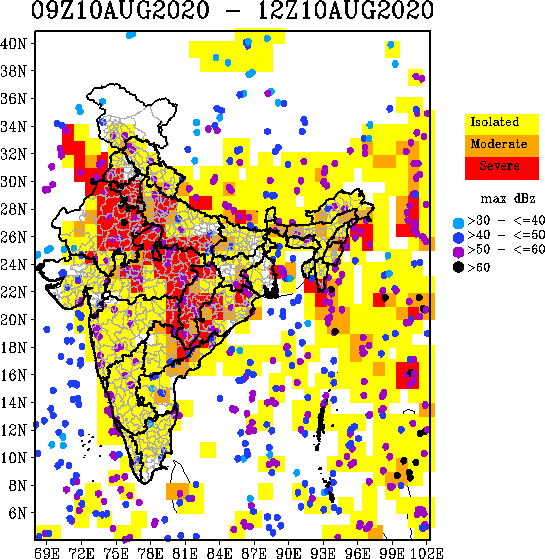 09Z10AUG2020 - 12Z10AUG2020
40N
38N
36N
34N
32N
30N
28N
26N
24N
22N
20N
18N
16N
14N
12N
10N
8N
6N
69E 72E 75E 78E 81E 84E 87E 90E 93E 96E 99E 102E
Isolated
Moderate
Severe
max dBz
>30 - <=40
>40 - <=50
>50 - <=60
>60